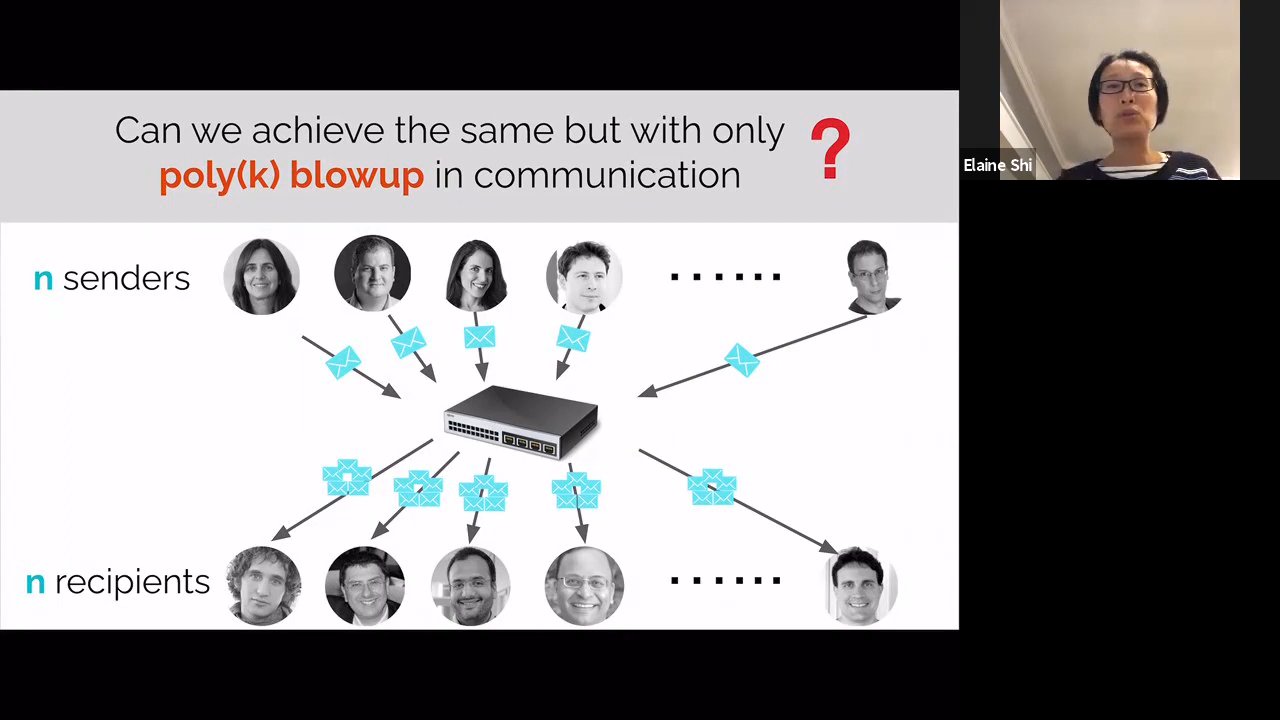 Can we achieve the same but with only
poly(k) blowup in communication
?
n senders
......
n recipients
......
Elaine Shi